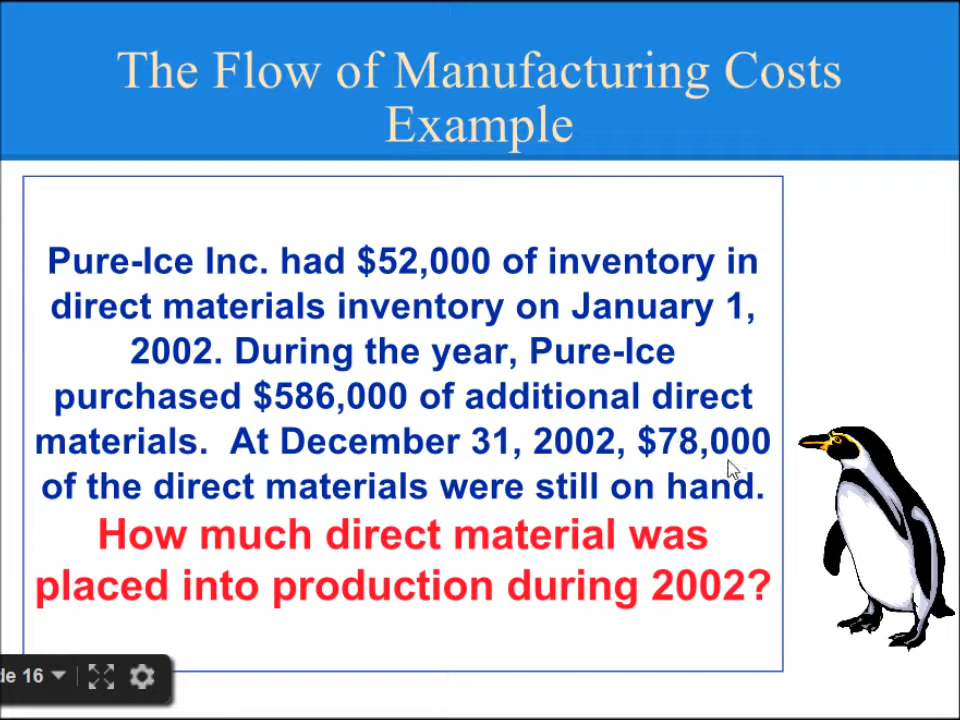 The Flow of Manufacturing Costs
Example
Pure-Ice Inc. had $52,000 of inventory in
direct materials inventory on January 1,
2002. During the year, Pure-Ice
purchased $586,000 of additional direct
materials.  At December 31, 2002, $78,000
of the direct materials were still on hand.
How much direct material was
placed into production during 2002?
de 16